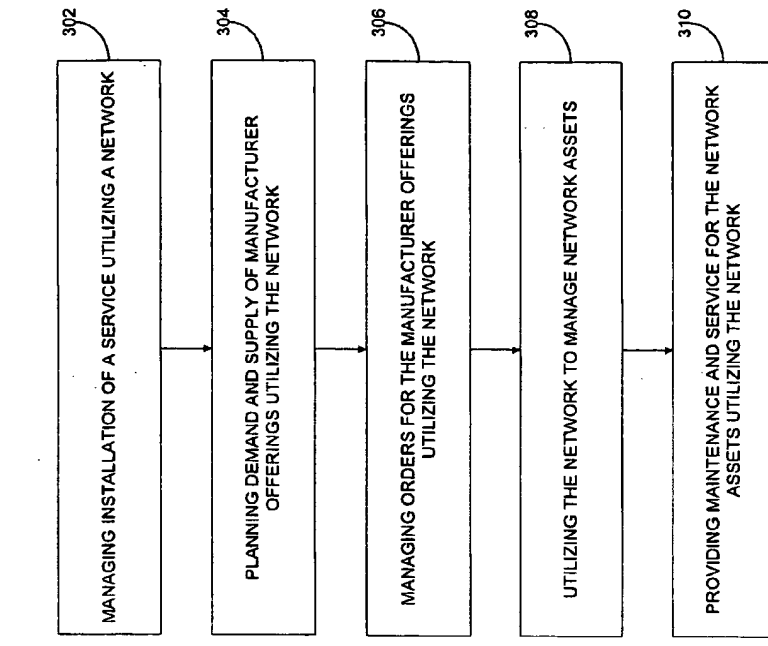 302
MANAGING INSTALLATION OF A SERVICE UTILIZING A NETWORK
304
PLANNING DEMAND AND SUPPLY OF MANUFACTURER
OFFERINGS UTILIZING THE NETWORK
306
MANAGING ORDERS FOR THE MANUFACTURER OFFERINGS
UTILIZING THE NETWORK
308
UTILIZING THE NETWORK TO MANAGE NETWORK ASSETS
310
PROVIDING MAINTENANCE AND SERVICE FOR THE NETWORK
ASSETS UTILIZING THE NETWORK